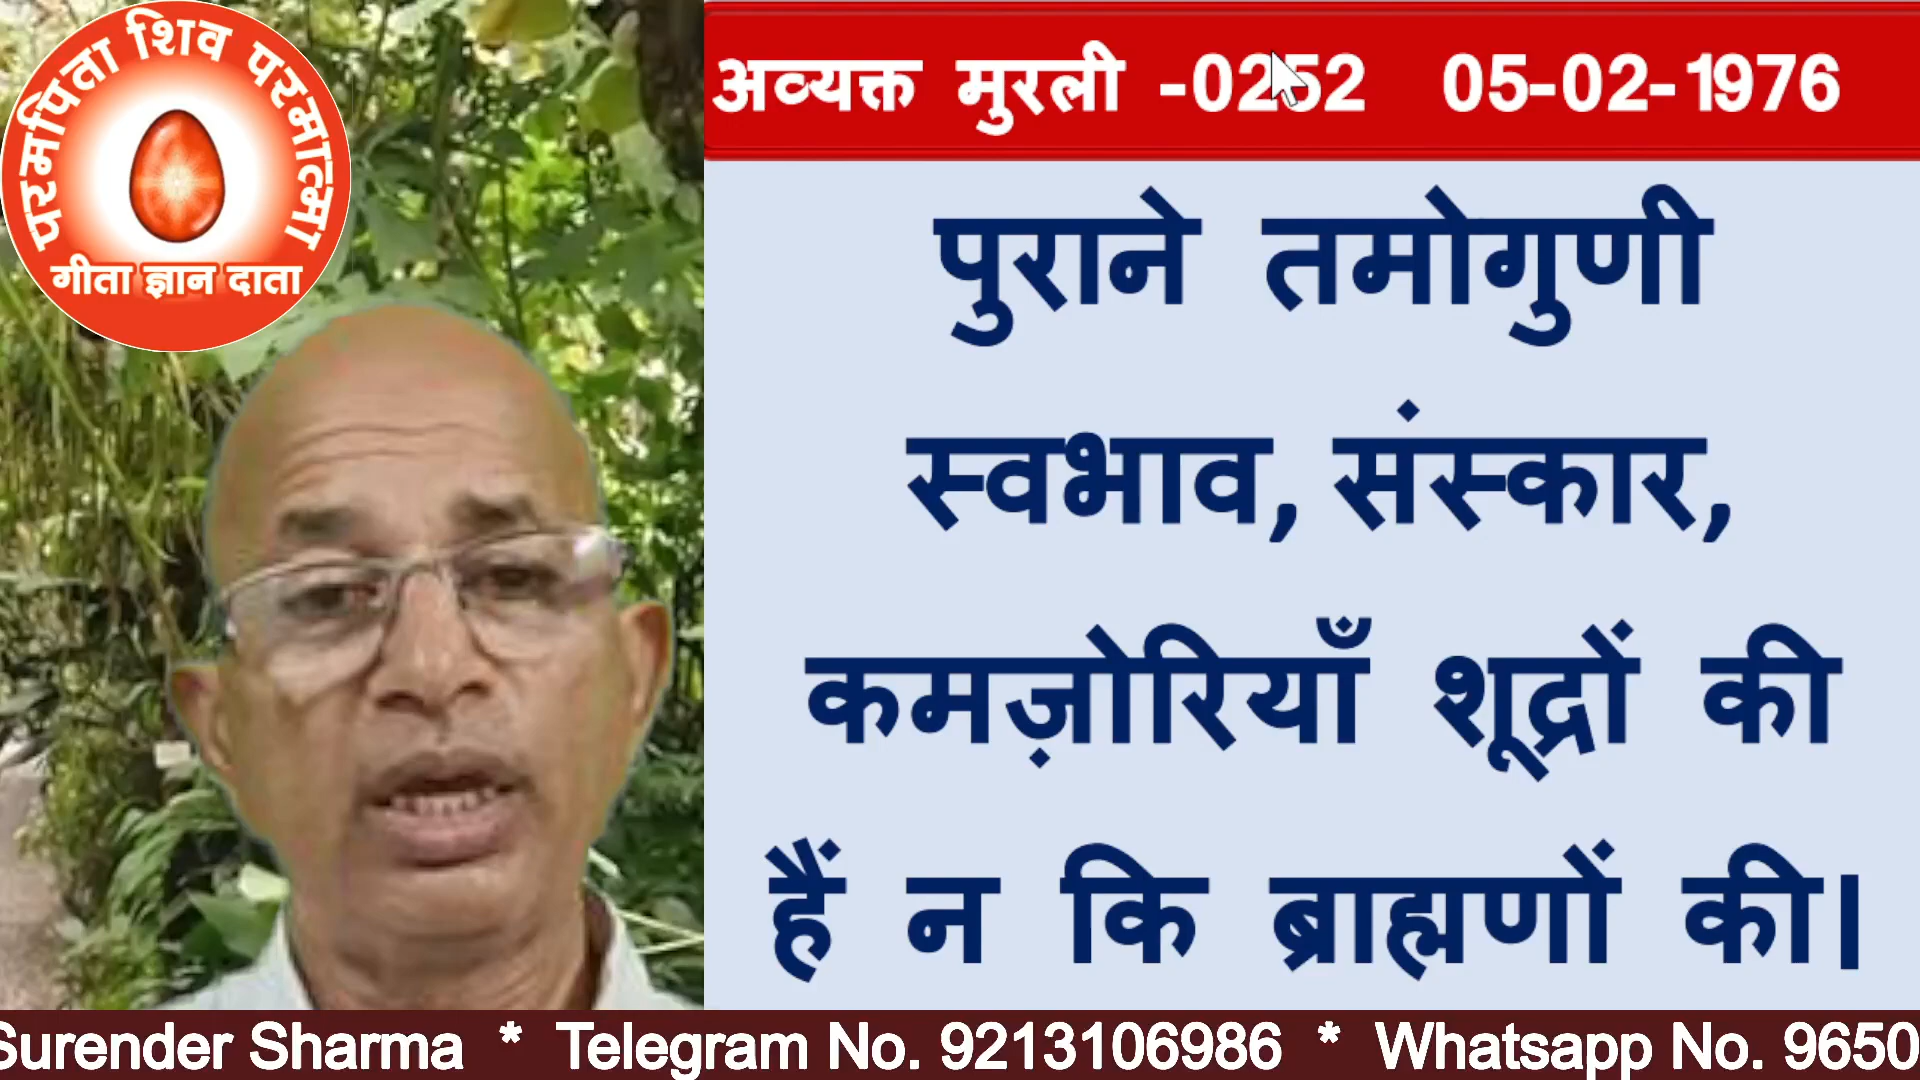 परमपिता शिव परमात्मा
गीता ज्ञान दाता
अव्यक्त मुरली -0252 05-02-1976
पुराने तमोगुणी
स्वभाव, संस्कार,
कमज़ोरियाँ शूद्रों की
हैं न कि ब्राह्मणों की।
Surender Sharma * Telegram No. 9213106986 * Whatsapp No. 9650